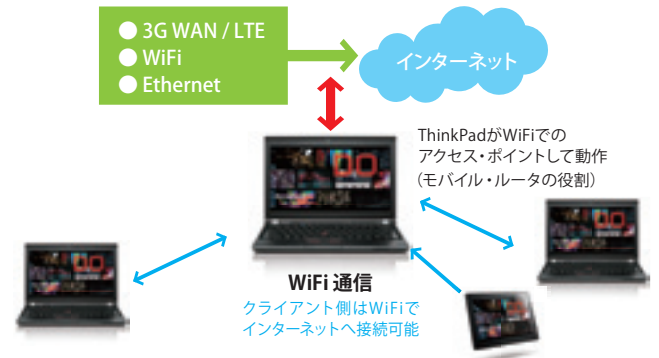 ● 3G WAN / LTE
● WiFi
● Ethernet
インターネット
ThinkPadがWiFiでの
アクセス・ポイントして動作
(モバイル・ルータの役割)
WiFi 通信
クライアント側はWiFiで
インターネットへ接続可能